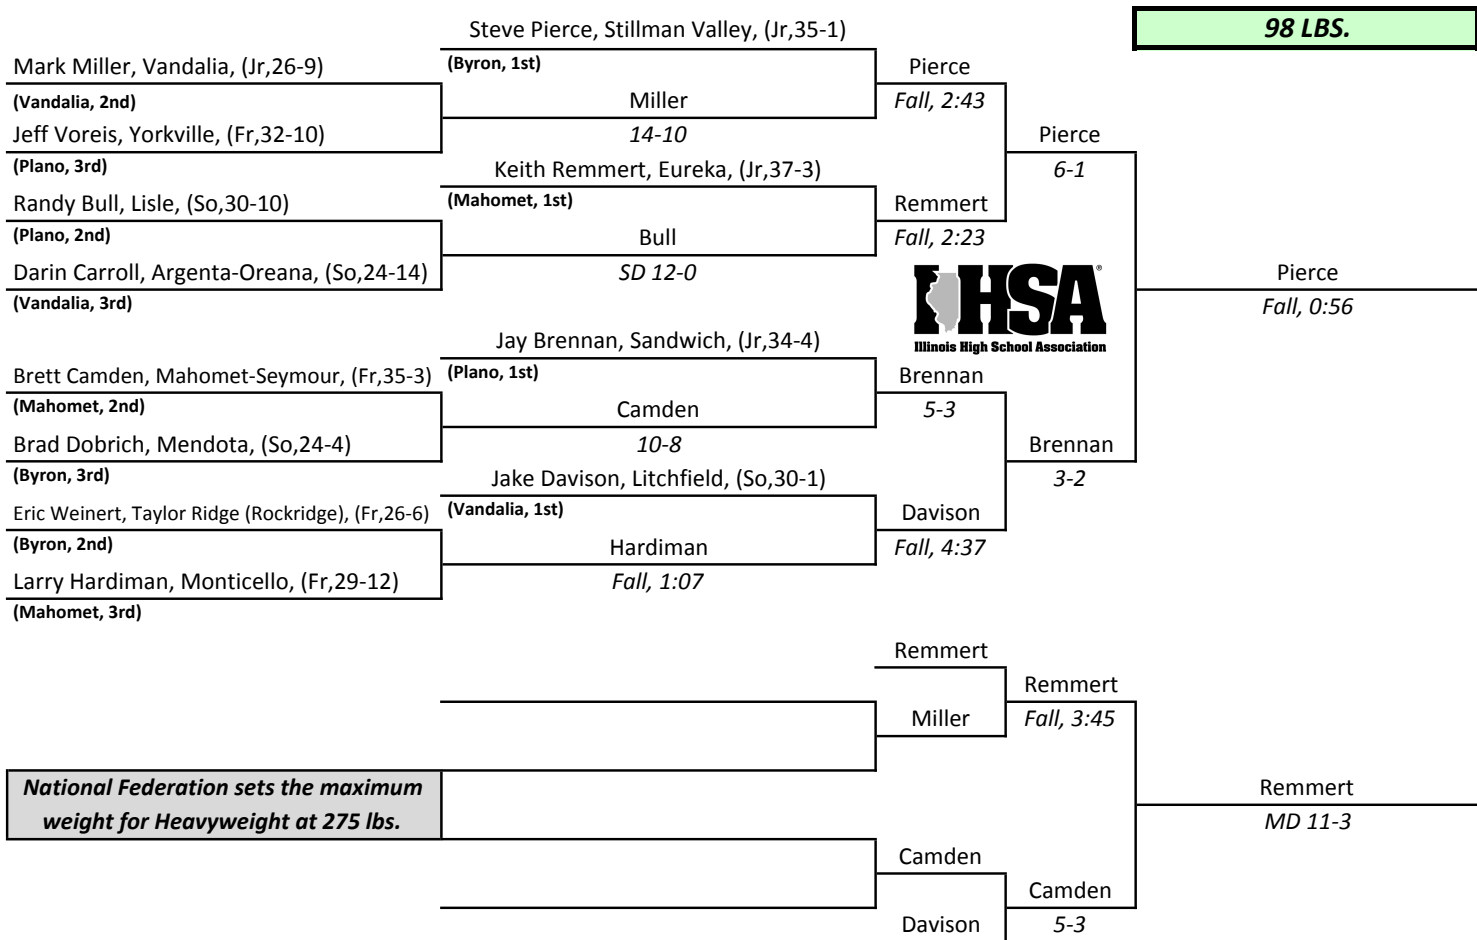 98 LBS.
Steve Pierce, Stillman Valley, (Jr,35-1)
Mark Miller, Vandalia, (Jr,26-9)
(Byron, 1st)
Pierce
(Vandalia, 2nd)
Miller
Fall, 2:43
Jeff Voreis, Yorkville, (Fr,32-10)
14-10
Pierce
(Plano, 3rd)
Keith Remmert, Eureka, (Jr,37-3)
6-1
Randy Bull, Lisle, (So,30-10)
(Mahomet, 1st)
Remmert
(Plano, 2nd)
Bull
Fall, 2:23
Darin Carroll, Argenta-Oreana, (So,24-14)
SD 12-0
Pierce
(Vandalia, 3rd)
Fall, 0:56
IHSA®
Illinois High School Association
Jay Brennan, Sandwich, (Jr,34-4)
Brett Camden, Mahomet-Seymour, (Fr,35-3)
(Plano, 1st)
Brennan
(Mahomet, 2nd)
Camden
5-3
Brad Dobrich, Mendota, (So,24-4)
10-8
Brennan
(Byron, 3rd)
Jake Davison, Litchfield, (So,30-1)
3-2
Eric Weinert, Taylor Ridge (Rockridge), (Fr,26-6)
(Vandalia, 1st)
Davison
(Byron, 2nd)
Hardiman
Fall, 4:37
Larry Hardiman, Monticello, (Fr,29-12)
Fall, 1:07
(Mahomet, 3rd)
Remmert
Remmert
Miller
Fall, 3:45
National Federation sets the maximum
weight for Heavyweight at 275 lbs.
Remmert
MD 11-3
Camden
Camden
Davison
5-3